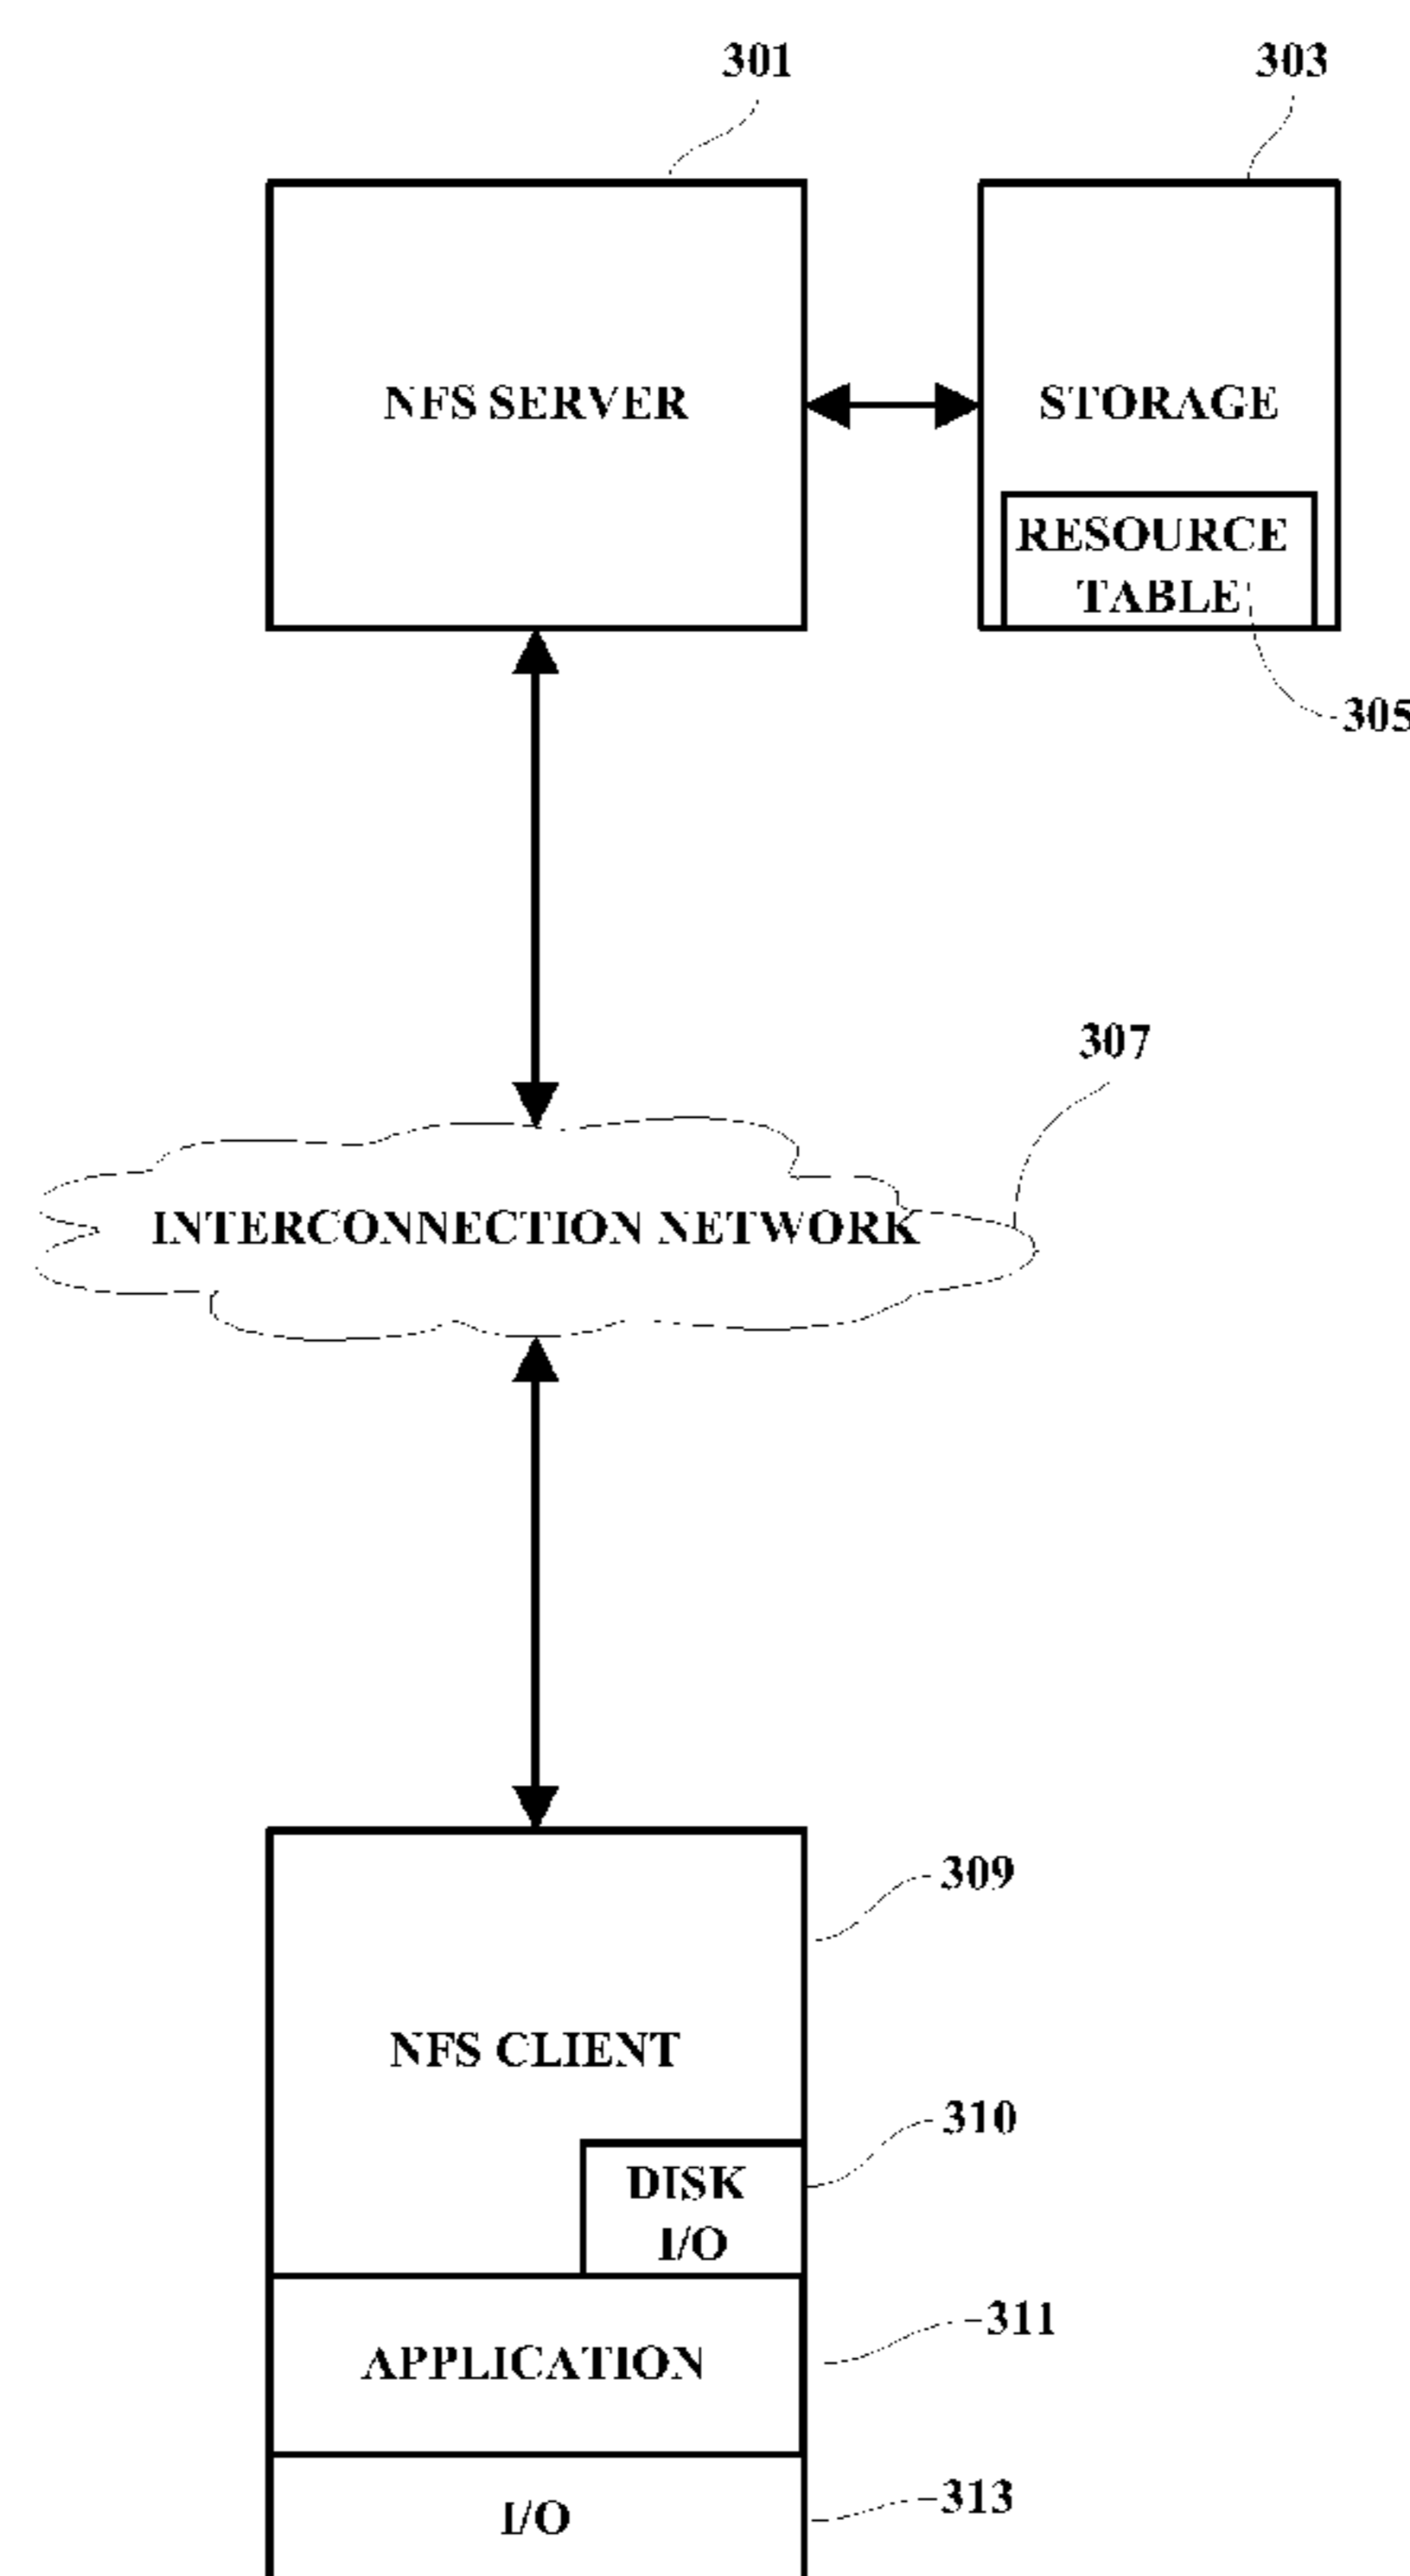 301
303
NFS SERVER
STORAGE
RESOURCE
TABLE
305
307
INTERCONNECTION NETWORK
309
NFS CLIENT
310
DISK
I/O
311
APPLICATION
313
I/O